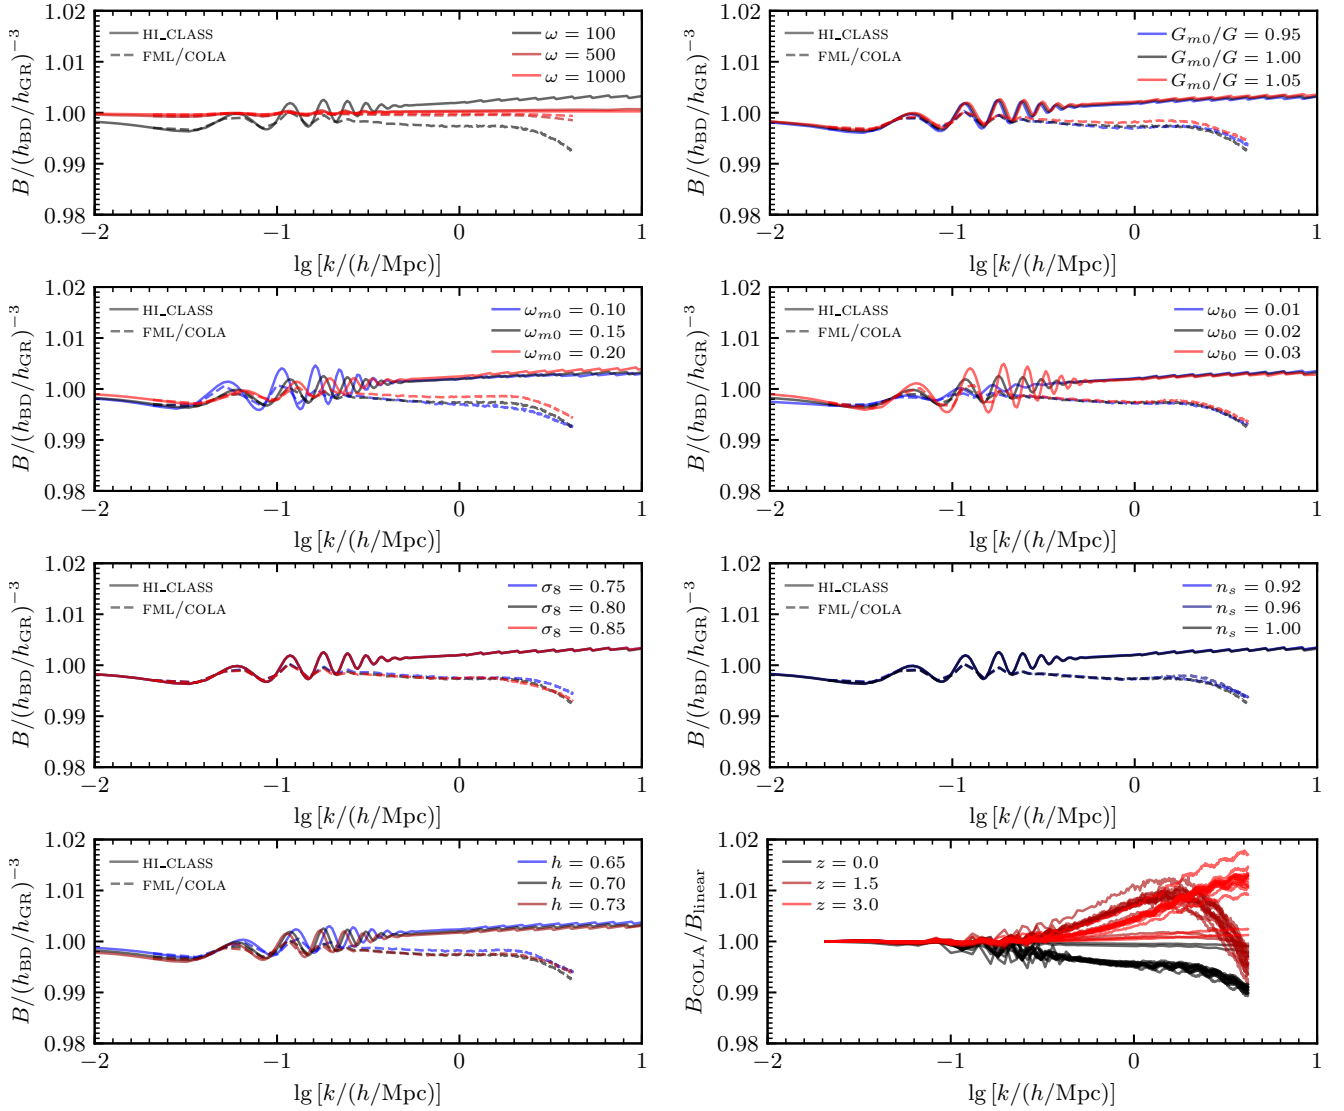 1.02
1.01
1.00
0.99
0.98
B/(h_BD/h_GR)^−3
HI_CLASS
FML/COLA
ω = 100
ω = 500
ω = 1000
−2 −1 0 1
lg [k/(h/Mpc)]
1.02
1.01
1.00
0.99
0.98
B/(h_BD/h_GR)^−3
HI_CLASS
FML/COLA
G_m0/G = 0.95
G_m0/G = 1.00
G_m0/G = 1.05
−2 −1 0 1
lg [k/(h/Mpc)]
1.02
1.01
1.00
0.99
0.98
B/(h_BD/h_GR)^−3
HI_CLASS
FML/COLA
ω_m0 = 0.10
ω_m0 = 0.15
ω_m0 = 0.20
−2 −1 0 1
lg [k/(h/Mpc)]
1.02
1.01
1.00
0.99
0.98
B/(h_BD/h_GR)^−3
HI_CLASS
FML/COLA
ω_b0 = 0.01
ω_b0 = 0.02
ω_b0 = 0.03
−2 −1 0 1
lg [k/(h/Mpc)]
1.02
1.01
1.00
0.99
0.98
B/(h_BD/h_GR)^−3
HI_CLASS
FML/COLA
σ_8 = 0.75
σ_8 = 0.80
σ_8 = 0.85
−2 −1 0 1
lg [k/(h/Mpc)]
1.02
1.01
1.00
0.99
0.98
B/(h_BD/h_GR)^−3
HI_CLASS
FML/COLA
n_s = 0.92
n_s = 0.96
n_s = 1.00
−2 −1 0 1
lg [k/(h/Mpc)]
1.02
1.01
1.00
0.99
0.98
B/(h_BD/h_GR)^−3
HI_CLASS
FML/COLA
h = 0.65
h = 0.70
h = 0.73
−2 −1 0 1
lg [k/(h/Mpc)]
1.02
1.01
1.00
0.99
0.98
B_COLA/B_linear
z = 0.0
z = 1.5
z = 3.0
−2 −1 0 1
lg [k/(h/Mpc)]